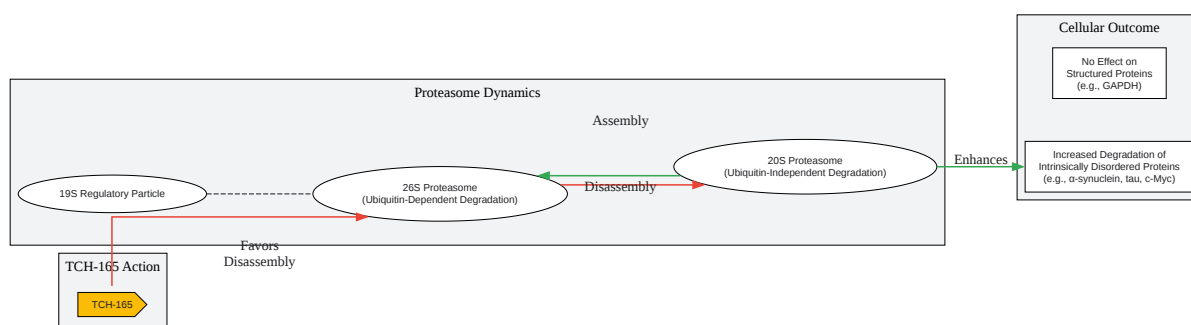 Cellular Outcome
No Effect on
Structured Proteins
(e.g., GAPDH)
Proteasome Dynamics
Assembly
20S Proteasome
(Ubiquitin-Independent Degradation)
Enhances
Increased Degradation of
Intrinsically Disordered Proteins
(e.g., α-synuclein, tau, c-Myc)
19S Regulatory Particle
26S Proteasome
(Ubiquitin-Dependent Degradation)
Disassembly
Favors
Disassembly
TCH-165 Action
TCH-165